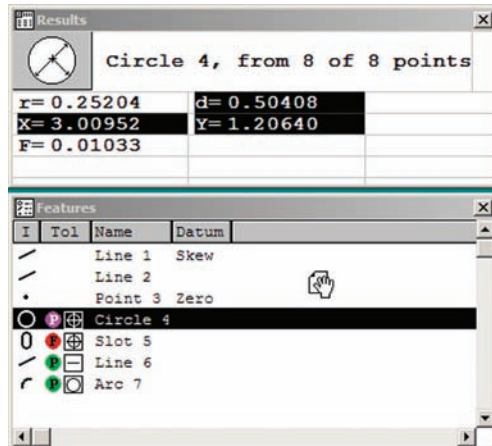 Results
Circle 4, from 8 of 8 points
r= 0.25204 d= 0.50408
X= 3.00952 Y= 1.20640
F= 0.01033
Features
I Tol Name Datum
Line 1 Skew
Line 2
Point 3 Zero
P Circle 4
F Slot 5
P Line 6
P Arc 7